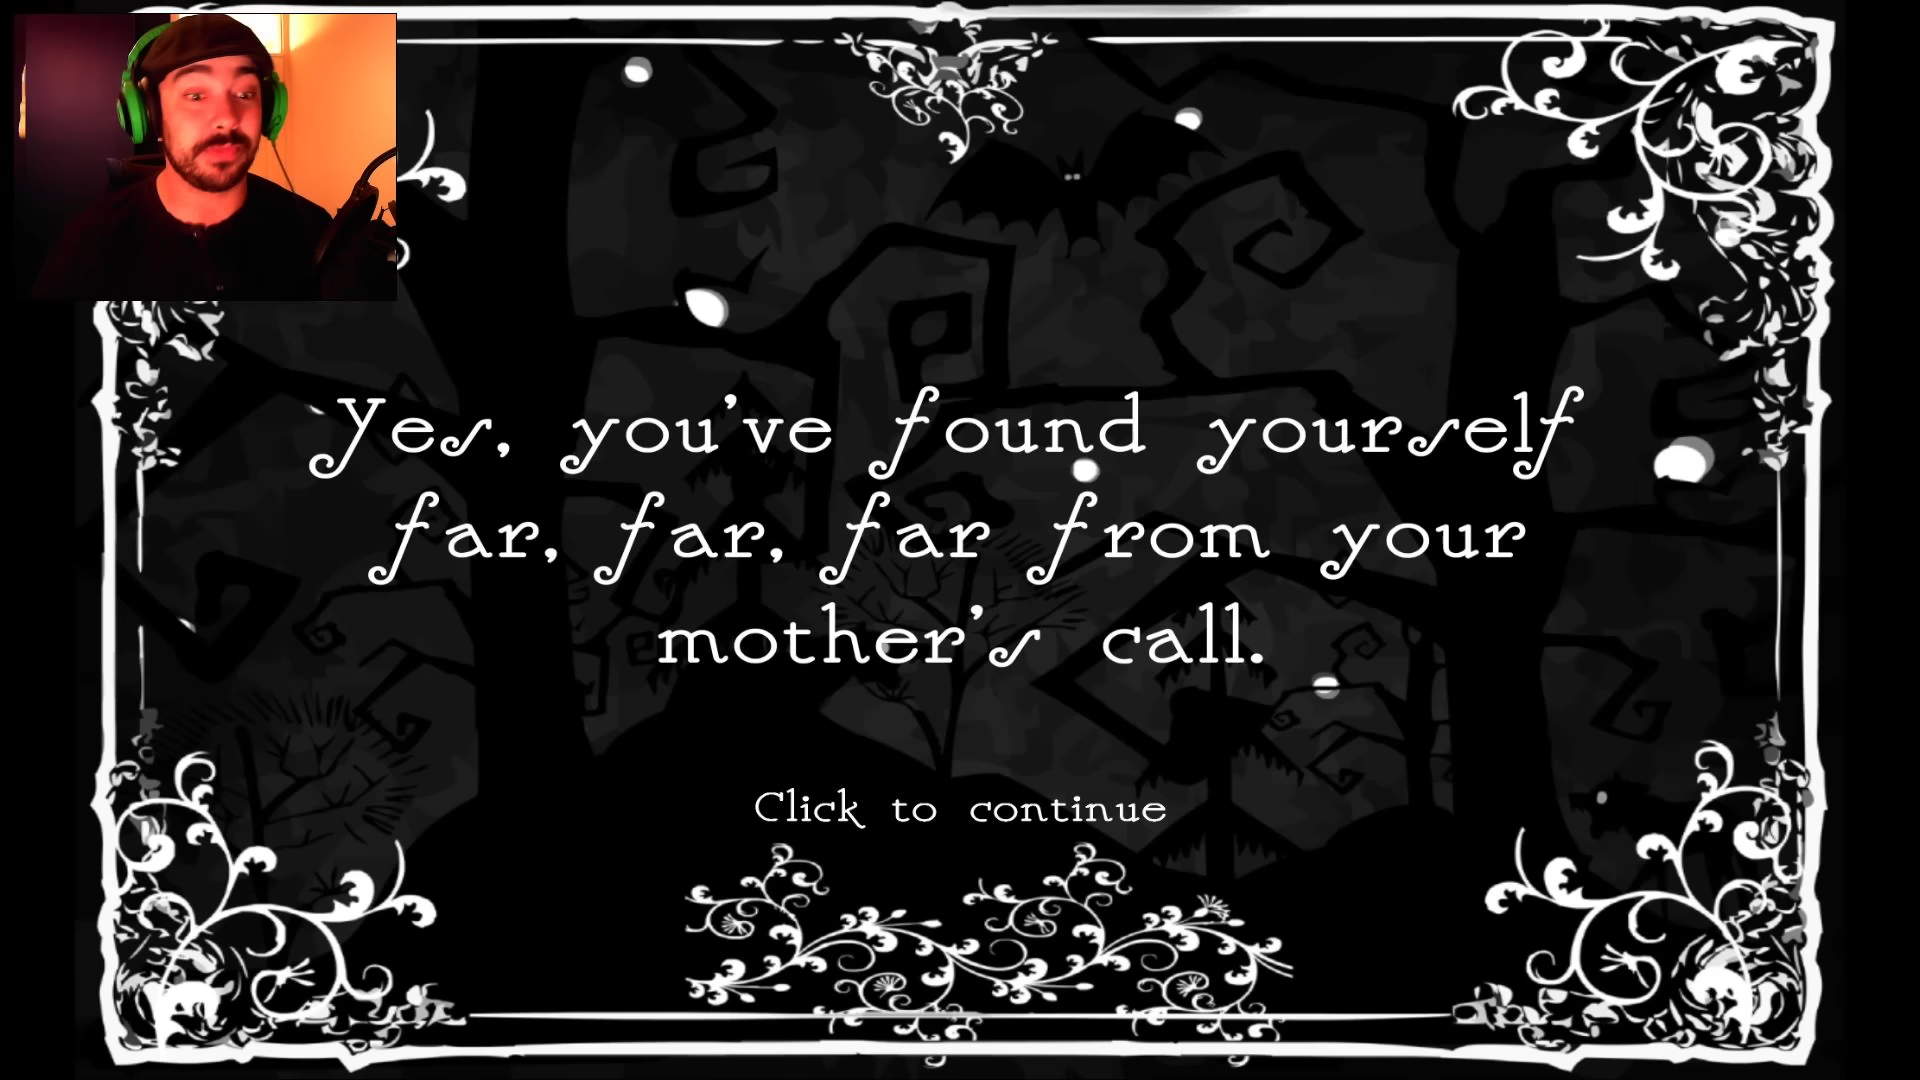 Yes, you've found yourself
far, far, far from your
mother's call.
Click to continue